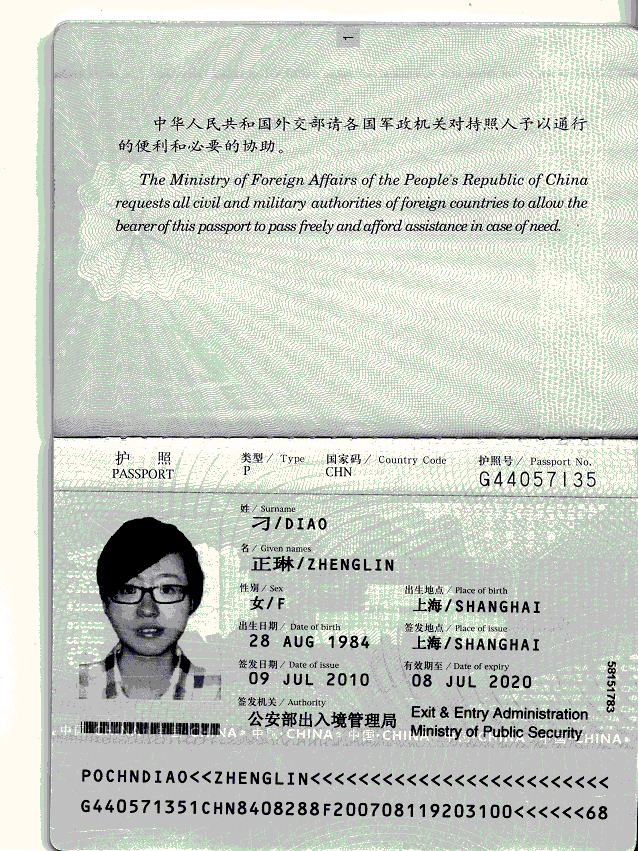 1
中华人民共和国外交部请各国军政机关对持照人予以通行
的便利和必要的协助。
The Ministry of Foreign Affairs of the People's Republic of China
requests all civil and military authorities of foreign countries to allow the
bearer of this passport to pass freely and afford assistance in case of need.
护 照
PASSPORT
类型 / Type 国家码 / Country Code 护照号 / Passport No.
P CHN G44057135
姓 / Surname
刁/DIAO
名 / Given names
正琳/ZHENGLIN
性别 / Sex 出生地点 / Place of birth
女/F 上海/SHANGHAI
出生日期 / Date of birth 签发地点 / Place of issue
28 AUG 1984 上海/SHANGHAI
签发日期 / Date of issue 有效期至 / Date of expiry
09 JUL 2010 08 JUL 2020
签发机关 / Authority
公安部出入境管理局 Exit & Entry Administration
Ministry of Public Security
58151783
中国·CHINA 中国·CHINA
POCHNDIAO<<ZHENGLIN<<<<<<<<<<<<<<<<<<<<<<<<<
G440571351CHN8408288F200708119203100<<<<<<68